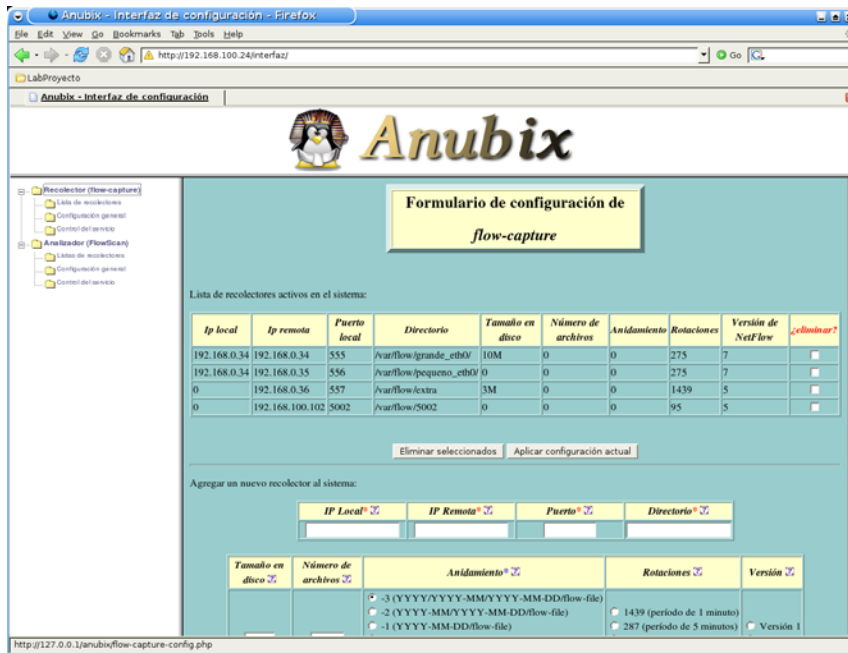 Anubix - Interfaz de configuración - Firefox
File Edit View Go Bookmarks Tab Tools Help
http://192.168.100.24/interfaz/
Go
LabProyecto
Anubix - Interfaz de configuración
Anubix
Recolector (flow-capture)
Lista de recolectores
Configuración general
Control del servicio
Analizador (FlowScan)
Listas de recolectores
Configuración general
Control del servicio
Formulario de configuración de
flow-capture
Lista de recolectores activos en el sistema:
Ip local Ip remota Puerto local Directorio Tamaño en disco Número de archivos Anidamiento Rotaciones Versión de NetFlow ¿eliminar?
192.168.0.34 192.168.0.34 555 /var/flow/grande_eth0/ 10M 0 0 275 7
192.168.0.34 192.168.0.35 556 /var/flow/pequeno_eth0/ 0 0 0 275 7
0 192.168.0.36 557 /var/flow/extra 3M 0 0 1439 5
0 192.168.100.102 5002 /var/flow/5002 0 0 0 95 5
Eliminar seleccionados Aplicar configuración actual
Agregar un nuevo recolector al sistema:
IP Local* IP Remota* Puerto* Directorio*
Tamaño en disco Número de archivos Anidamiento* Rotaciones Versión
-3 (YYYY/YYYY-MM/YYYY-MM-DD/flow-file)
-2 (YYYY-MM/YYYY-MM-DD/flow-file) 1439 (período de 1 minuto)
-1 (YYYY-MM-DD/flow-file) 287 (período de 5 minutos) Versión 1
http://127.0.0.1/anubix/flow-capture-config.php